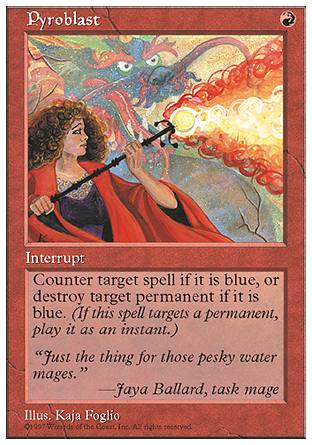 Pyroblast
Interrupt
Counter target spell if it is blue, or
destroy target permanent if it is
blue. (If this spell targets a permanent,
play it as an instant.)
“Just the thing for those pesky water
mages.”
—Jaya Ballard, task mage
Illus. Kaja Foglio
©1997 Wizards of the Coast, Inc. All rights reserved.